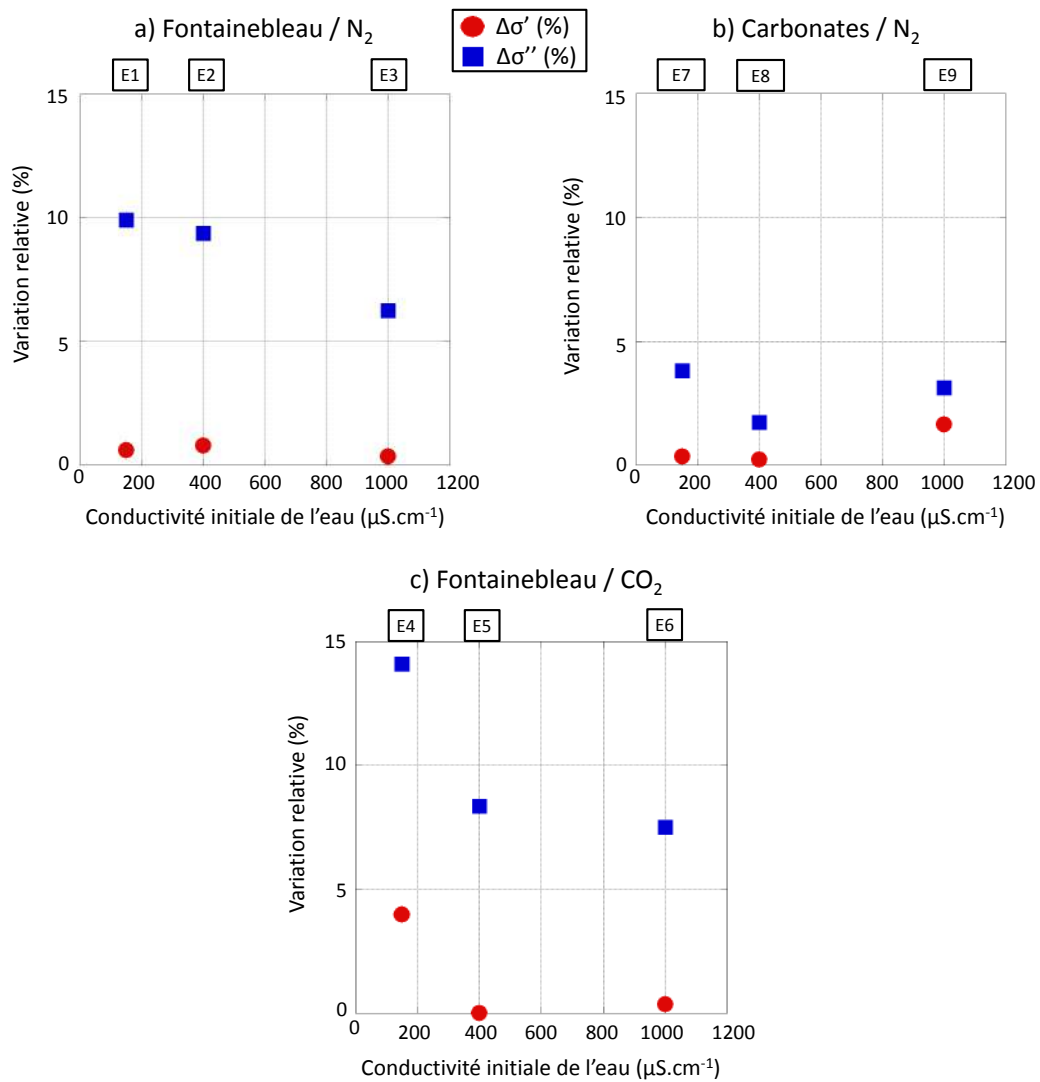 a) Fontainebleau / N₂
Δσ’ (%)
Δσ’’ (%)
b) Carbonates / N₂
E1 E2 E3
E7 E8 E9
15
10
5
0
Variation relative (%)
0 200 400 600 800 1000 1200
Conductivité initiale de l’eau (µS.cm⁻¹)
15
10
5
0
Variation relative (%)
0 200 400 600 800 1000 1200
Conductivité initiale de l’eau (µS.cm⁻¹)
c) Fontainebleau / CO₂
E4 E5 E6
15
10
5
0
Variation relative (%)
0 200 400 600 800 1000 1200
Conductivité initiale de l’eau (µS.cm⁻¹)